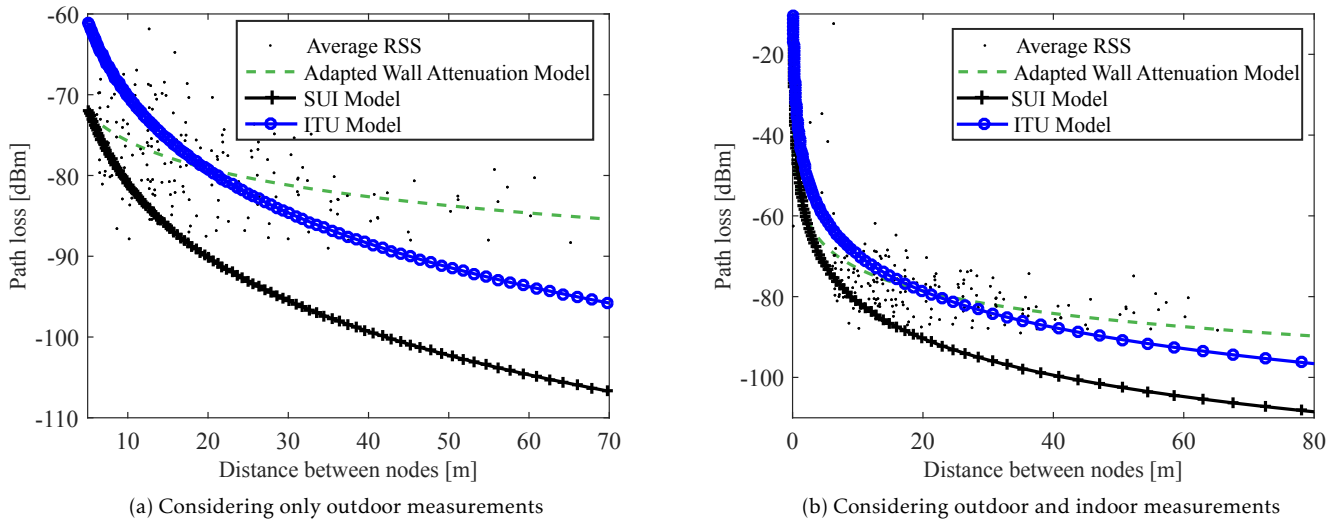 -60
-70
-80
-90
-100
-110
Path loss [dBm]
Average RSS
Adapted Wall Attenuation Model
SUI Model
ITU Model
10 20 30 40 50 60 70
Distance between nodes [m]
(a) Considering only outdoor measurements
-20
-40
-60
-80
-100
Path loss [dBm]
Average RSS
Adapted Wall Attenuation Model
SUI Model
ITU Model
0 20 40 60 80
Distance between nodes [m]
(b) Considering outdoor and indoor measurements